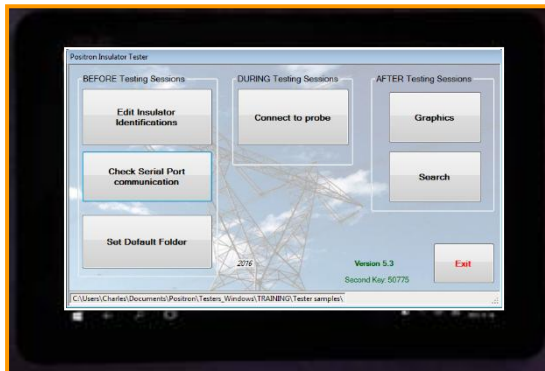 Positron Insulator Tester
BEFORE Testing Sessions
Edit Insulator
Identifications
Check Serial Port
communication
Set Default Folder
DURING Testing Sessions
Connect to probe
AFTER Testing Sessions
Graphics
Search
2016
Version 5.3
Second Key: 50775
Exit
C:\Users\Charles\Documents\Positron\Testers_Windows\TRAINING\Tester samples\